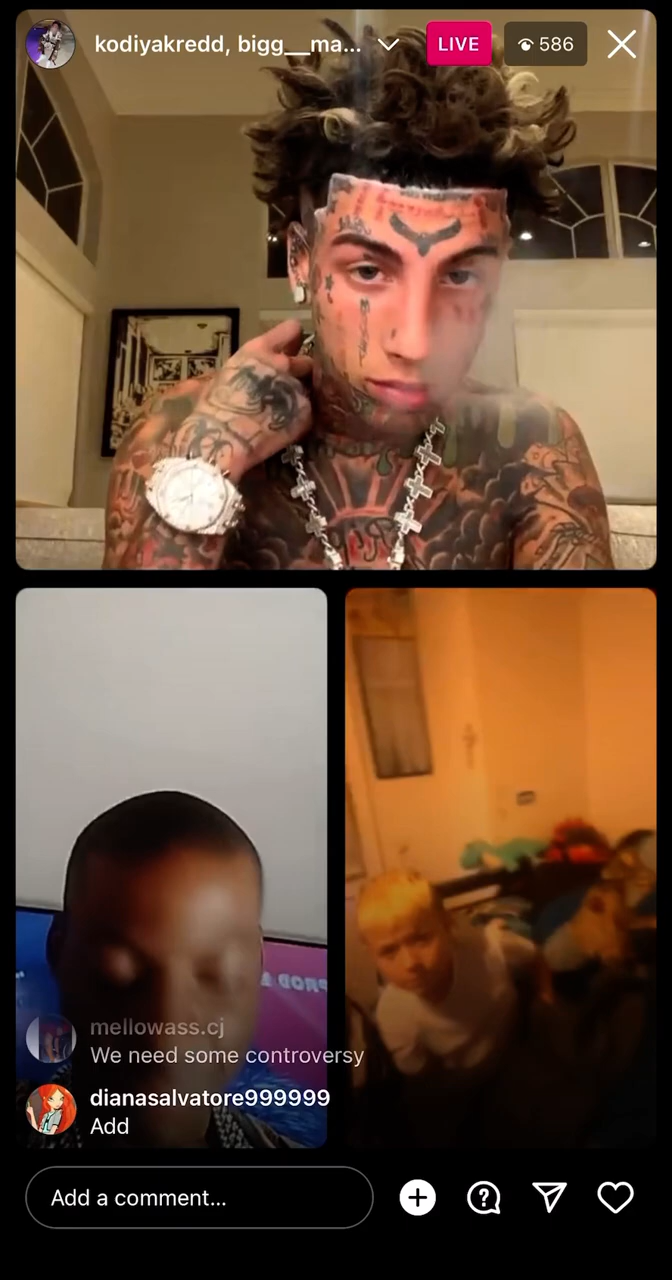 kodiyakredd, bigg__ma...
LIVE
586
mellowass.cj
We need some controversy
dianasalvatore999999
Add
Add a comment...